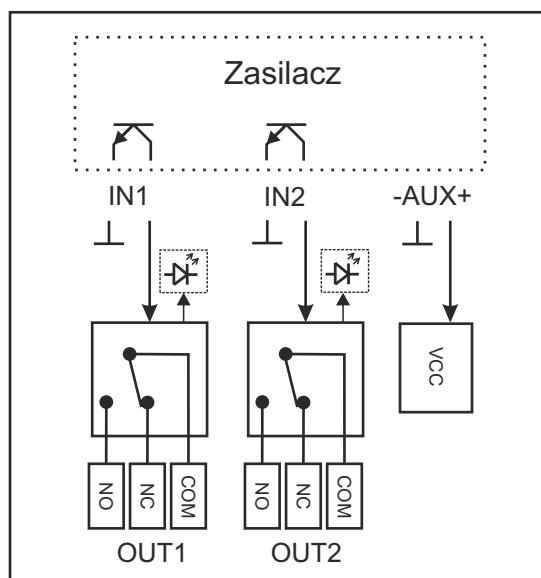 Zasilacz
IN1 IN2 -AUX+
VCC
NO NC COM NO NC COM
OUT1 OUT2